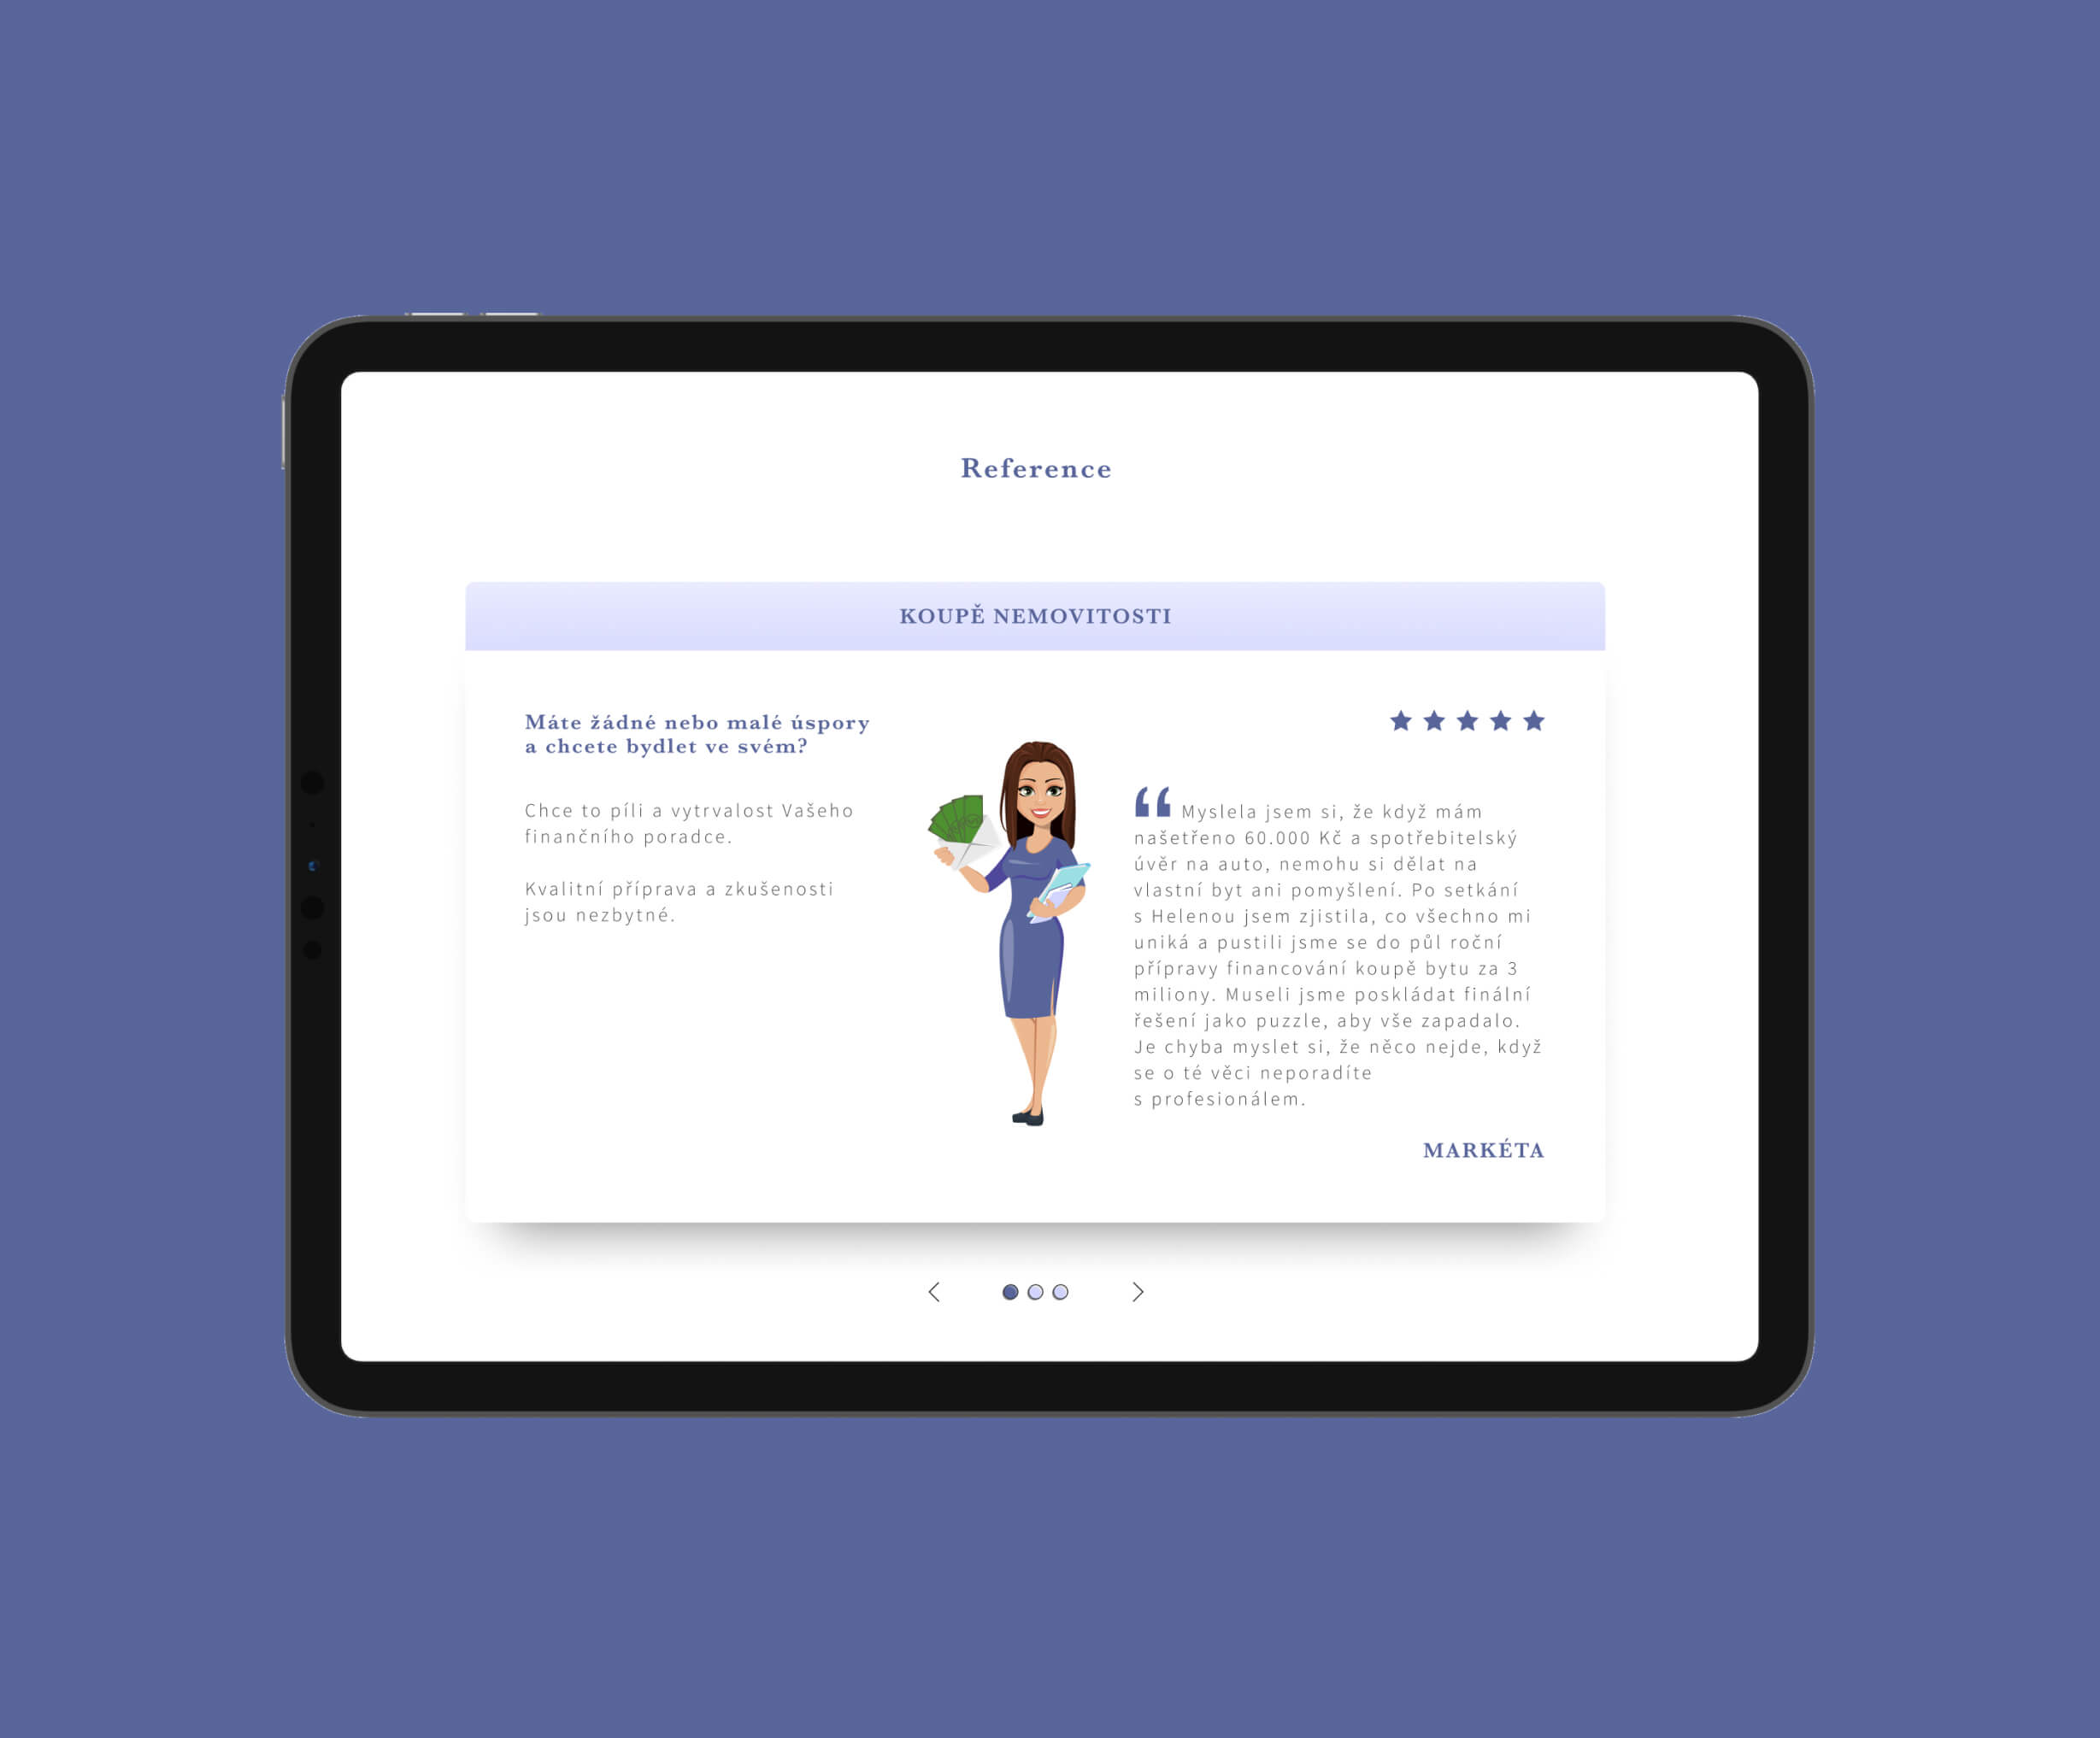 Reference
KOUPĚ NEMOVITOSTI
Máte žádné nebo malé úspory
a chcete bydlet ve svém?
Chce to píli a vytrvalost Vašeho
finančního poradce.
Kvalitní příprava a zkušenosti
jsou nezbytné.
“ Myslela jsem si, že když mám
našetřeno 60.000 Kč a spotřebitelský
úvěr na auto, nemohu si dělat na
vlastní byt ani pomyšlení. Po setkání
s Helenou jsem zjistila, co všechno mi
uniká a pustili jsme se do půl roční
přípravy financování koupě bytu za 3
miliony. Museli jsme poskládat finální
řešení jako puzzle, aby vše zapadalo.
Je chyba myslet si, že něco nejde, když
se o té věci neporadíte
s profesionálem.
MARKÉTA